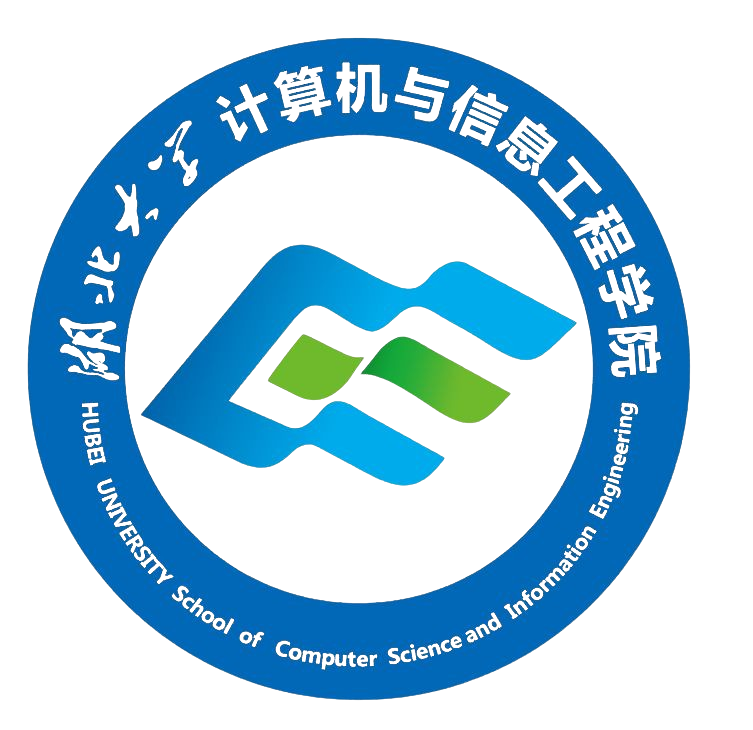 湖北大学计算机与信息工程学院
HUBEI UNIVERSITY School of Computer Science and Information Engineering